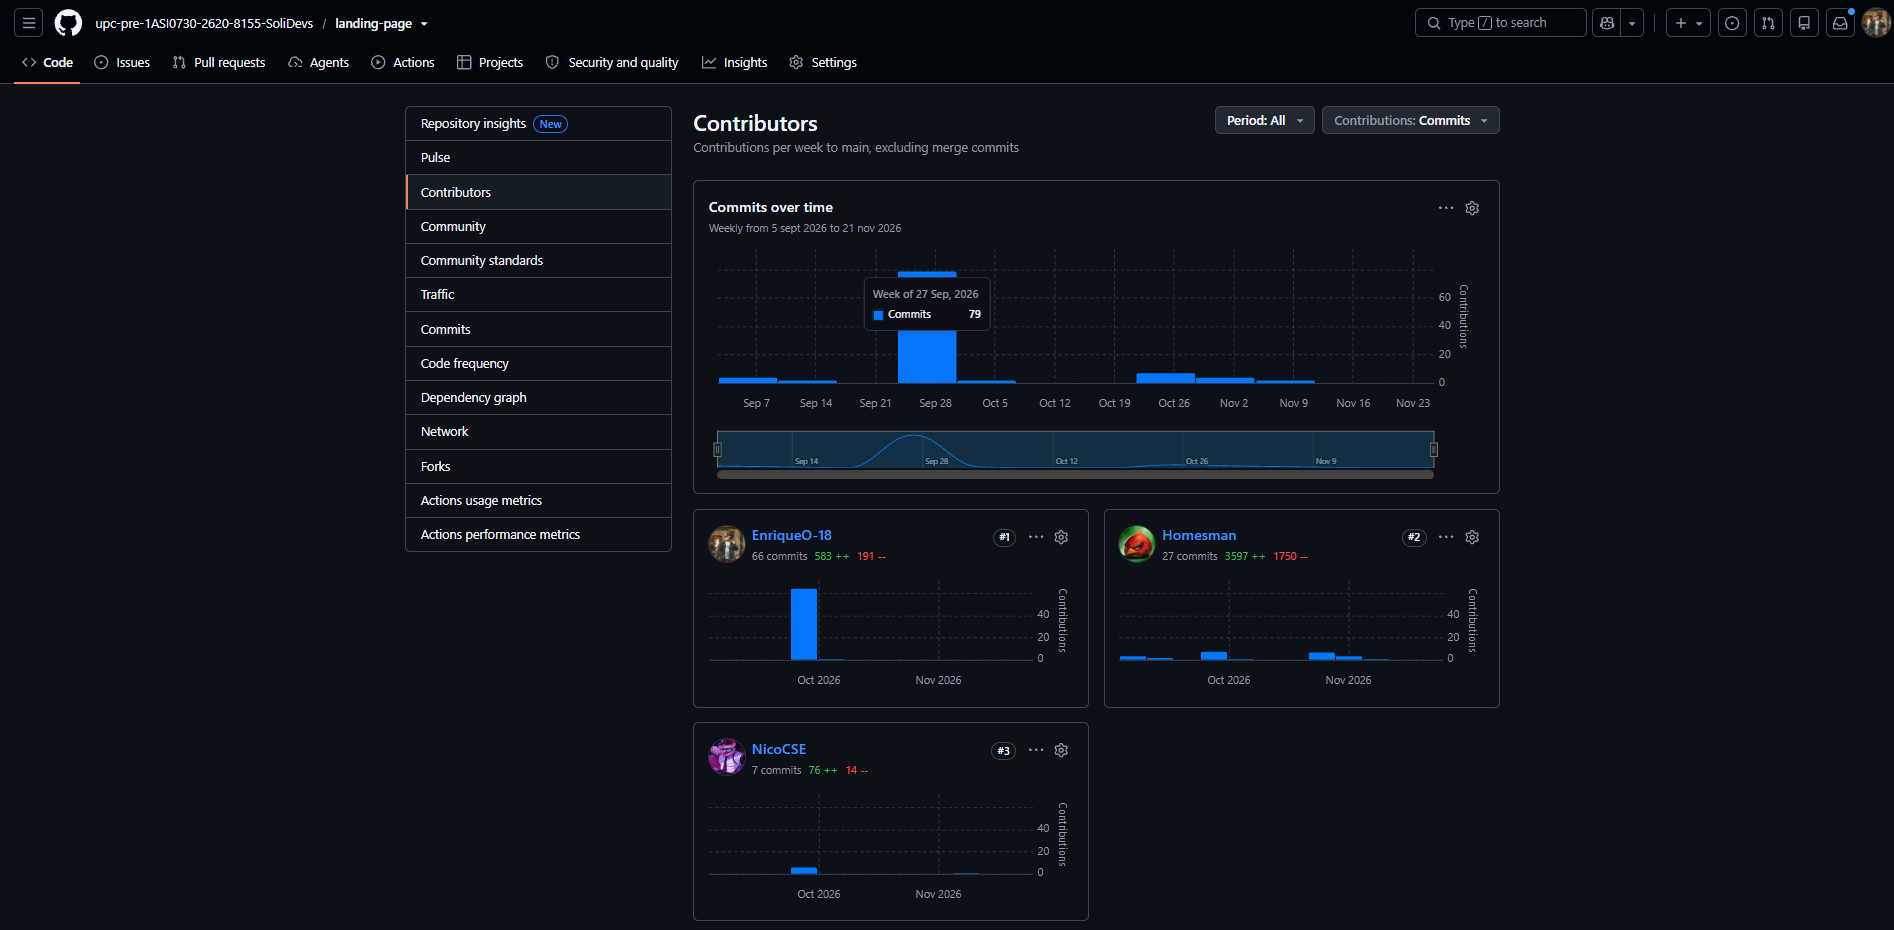 upc-pre-1ASI0730-2620-8155-SoliDevs / landing-page
Type / to search
Code
Issues
Pull requests
Agents
Actions
Projects
Security and quality
Insights
Settings
Repository insights New
Pulse
Contributors
Community
Community standards
Traffic
Commits
Code frequency
Dependency graph
Network
Forks
Actions usage metrics
Actions performance metrics
Contributors
Contributions per week to main, excluding merge commits
Period: All
Contributions: Commits
Commits over time
Weekly from 5 sept 2026 to 21 nov 2026
Week of 27 Sep, 2026
Commits 79
60
40
20
0
Contributions
Sep 7 Sep 14 Sep 21 Sep 28 Oct 5 Oct 12 Oct 19 Oct 26 Nov 2 Nov 9 Nov 16 Nov 23
Sep 14 Sep 28 Oct 12 Oct 26 Nov 9
EnriqueO-18
#1
66 commits 583 ++ 191 --
40
20
0
Contributions
Oct 2026 Nov 2026
Homesman
#2
27 commits 3597 ++ 1750 --
40
20
0
Contributions
Oct 2026 Nov 2026
NicoCSE
#3
7 commits 76 ++ 14 --
40
20
0
Contributions
Oct 2026 Nov 2026